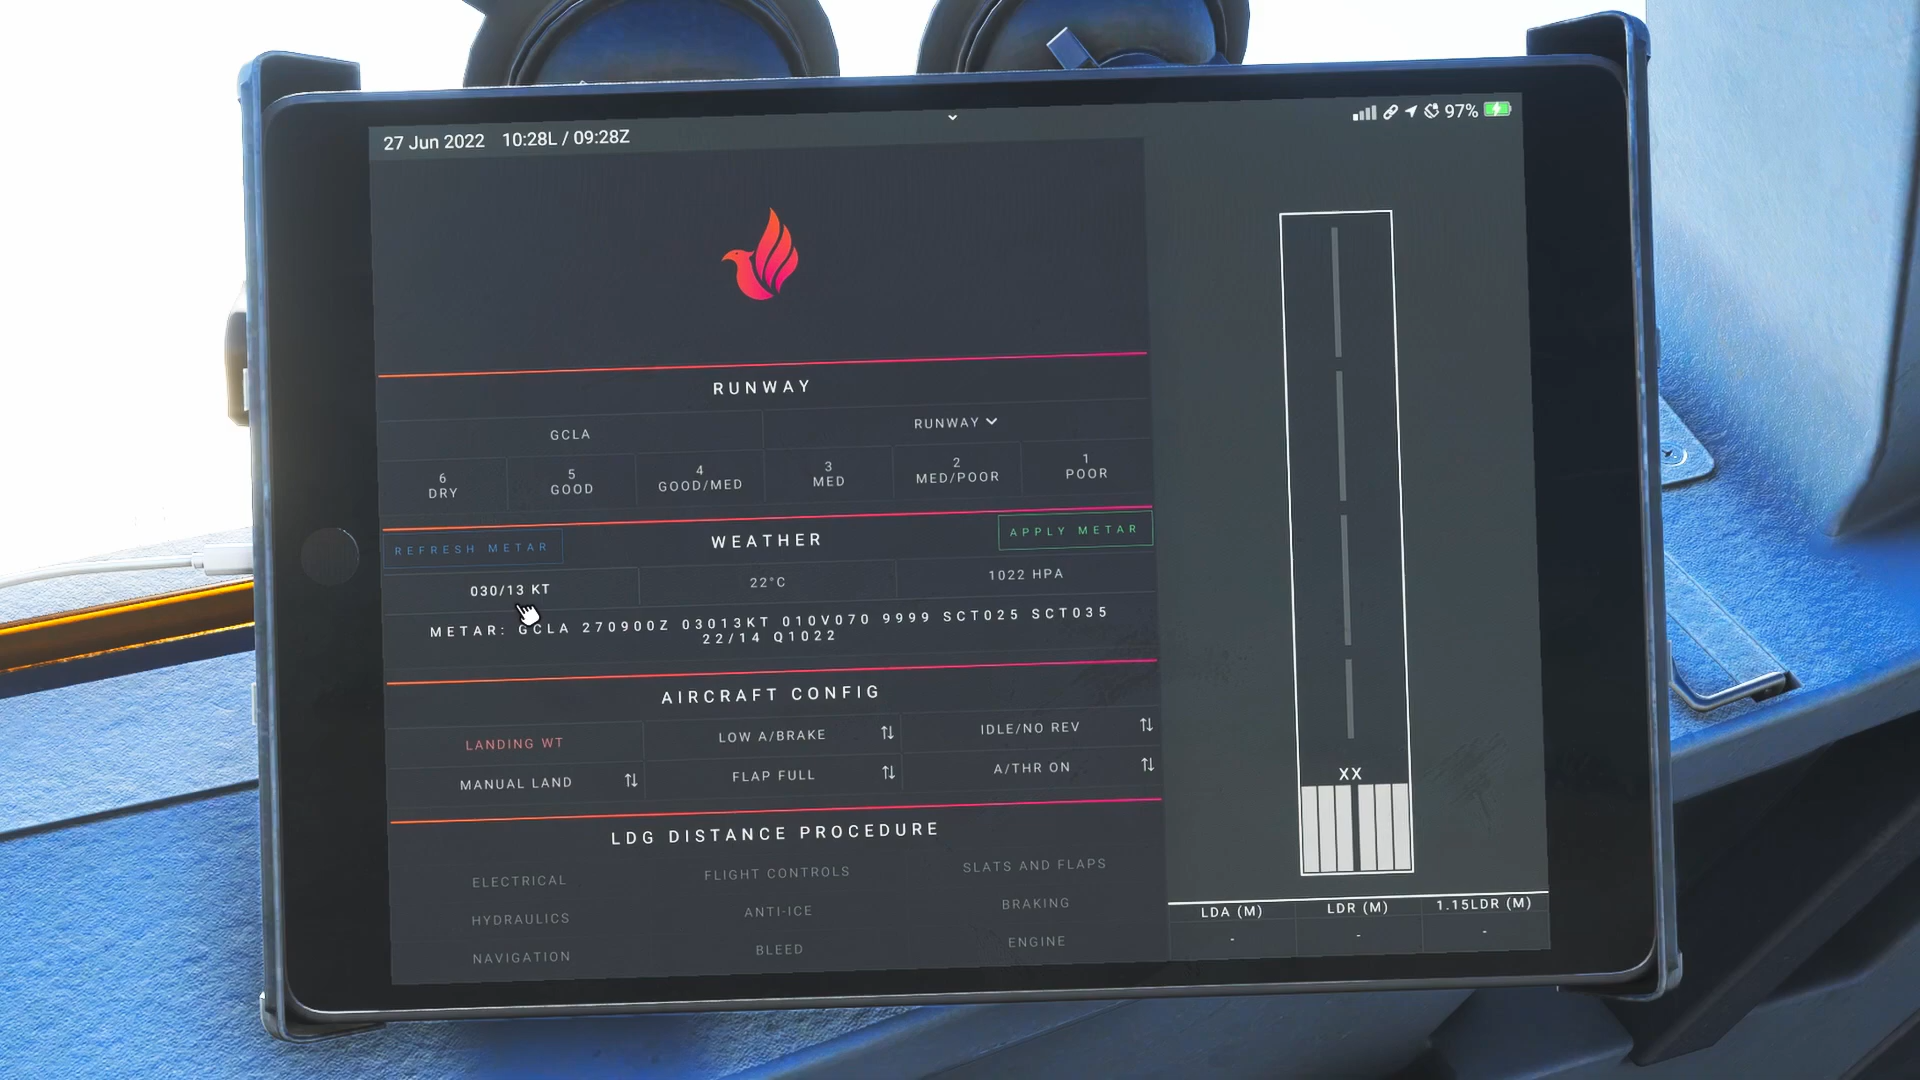 27 Jun 2022 10:28L / 09:28Z
97%
RUNWAY
GCLA RUNWAY
6 DRY
5 GOOD
4 GOOD/MED
3 MED
2 MED/POOR
1 POOR
REFRESH METAR WEATHER APPLY METAR
030/13 KT 22°C 1022 HPA
METAR: GCLA 270900Z 03013KT 010V070 9999 SCT025 SCT035
22/14 Q1022
AIRCRAFT CONFIG
LANDING WT LOW A/BRAKE IDLE/NO REV
MANUAL LAND FLAP FULL A/THR ON
LDG DISTANCE PROCEDURE
ELECTRICAL FLIGHT CONTROLS SLATS AND FLAPS
HYDRAULICS ANTI-ICE BRAKING
NAVIGATION BLEED ENGINE
XX
LDA (M) LDR (M) 1.15LDR (M)
- - -